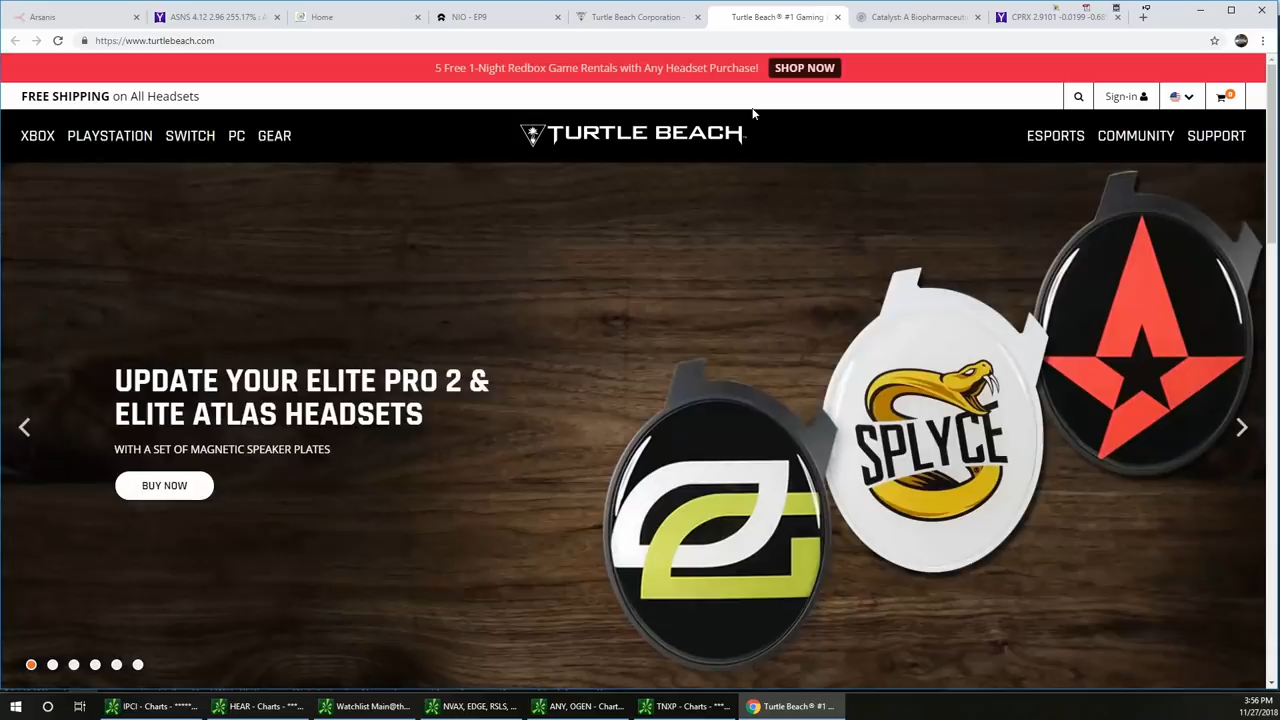 Arsanis
ASNS 4.12 2.96 255.17% : A
Home
NIO - EP9
Turtle Beach Corporation -
Turtle Beach® #1 Gaming
Catalyst: A Biopharmaceuti
CPRX 2.9101 -0.0199 -0.68
https://www.turtlebeach.com
5 Free 1-Night Redbox Game Rentals with Any Headset Purchase! SHOP NOW
FREE SHIPPING on All Headsets
Sign-in
0
XBOX PLAYSTATION SWITCH PC GEAR
TURTLE BEACH
ESPORTS COMMUNITY SUPPORT
UPDATE YOUR ELITE PRO 2 &
ELITE ATLAS HEADSETS
WITH A SET OF MAGNETIC SPEAKER PLATES
BUY NOW
SPLYCE
IPCI - Charts - *****...
HEAR - Charts - ***...
Watchlist Main@th...
NVAX, EDGE, RSLS, ...
ANY, OGEN - Chart...
TNXP - Charts - ***...
Turtle Beach® #1 ...
3:56 PM
11/27/2018